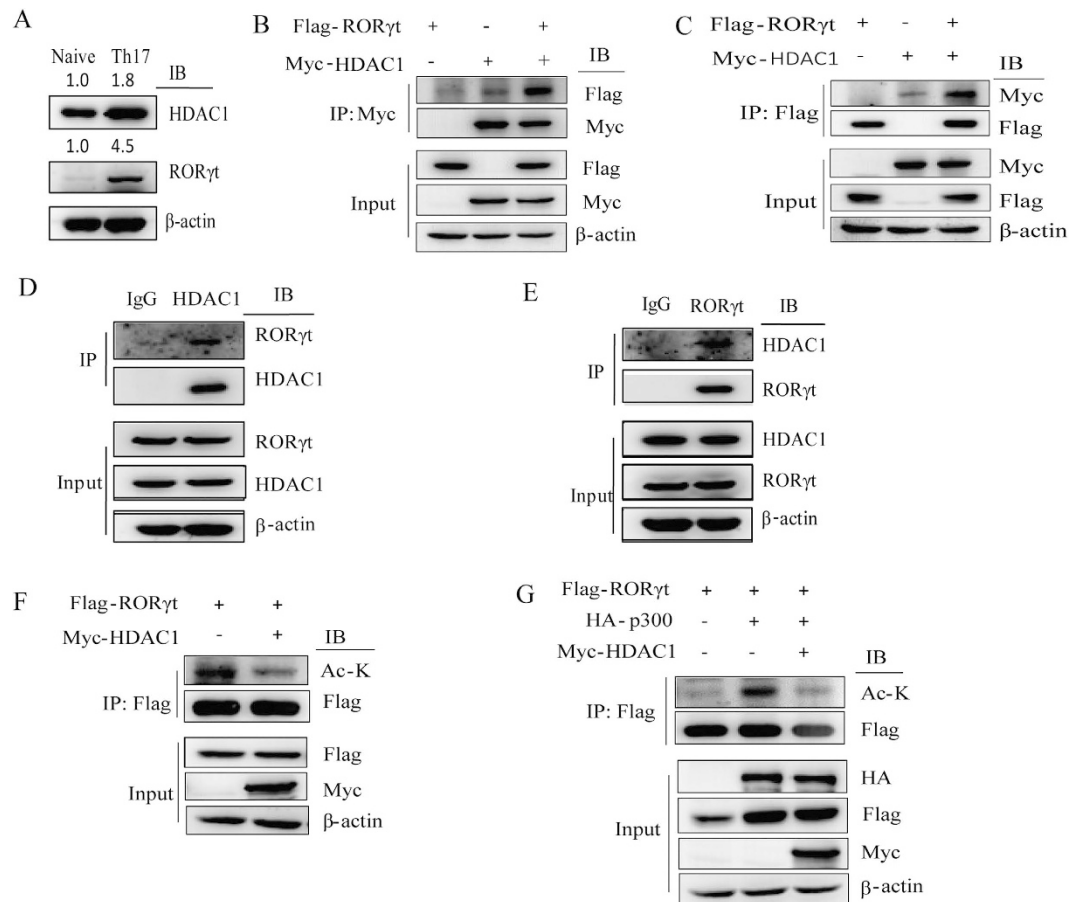 A
Naive Th17
1.0 1.8 IB
HDAC1
1.0 4.5
RORγt
β-actin
B
Flag-RORγt + - +
Myc-HDAC1 - + +
IB
IP: Myc
Flag
Myc
Input
Flag
Myc
β-actin
C
Flag-RORγt + - +
Myc-HDAC1 - + +
IB
IP: Flag
Myc
Flag
Input
Myc
Flag
β-actin
D
IgG HDAC1 IB
IP
RORγt
HDAC1
Input
RORγt
HDAC1
β-actin
E
IgG RORγt IB
IP
HDAC1
RORγt
Input
HDAC1
RORγt
β-actin
F
Flag-RORγt + +
Myc-HDAC1 - + IB
IP: Flag
Ac-K
Flag
Input
Flag
Myc
β-actin
G
Flag-RORγt + + +
HA-p300 - + +
Myc-HDAC1 - - +
IB
IP: Flag
Ac-K
Flag
Input
HA
Flag
Myc
β-actin